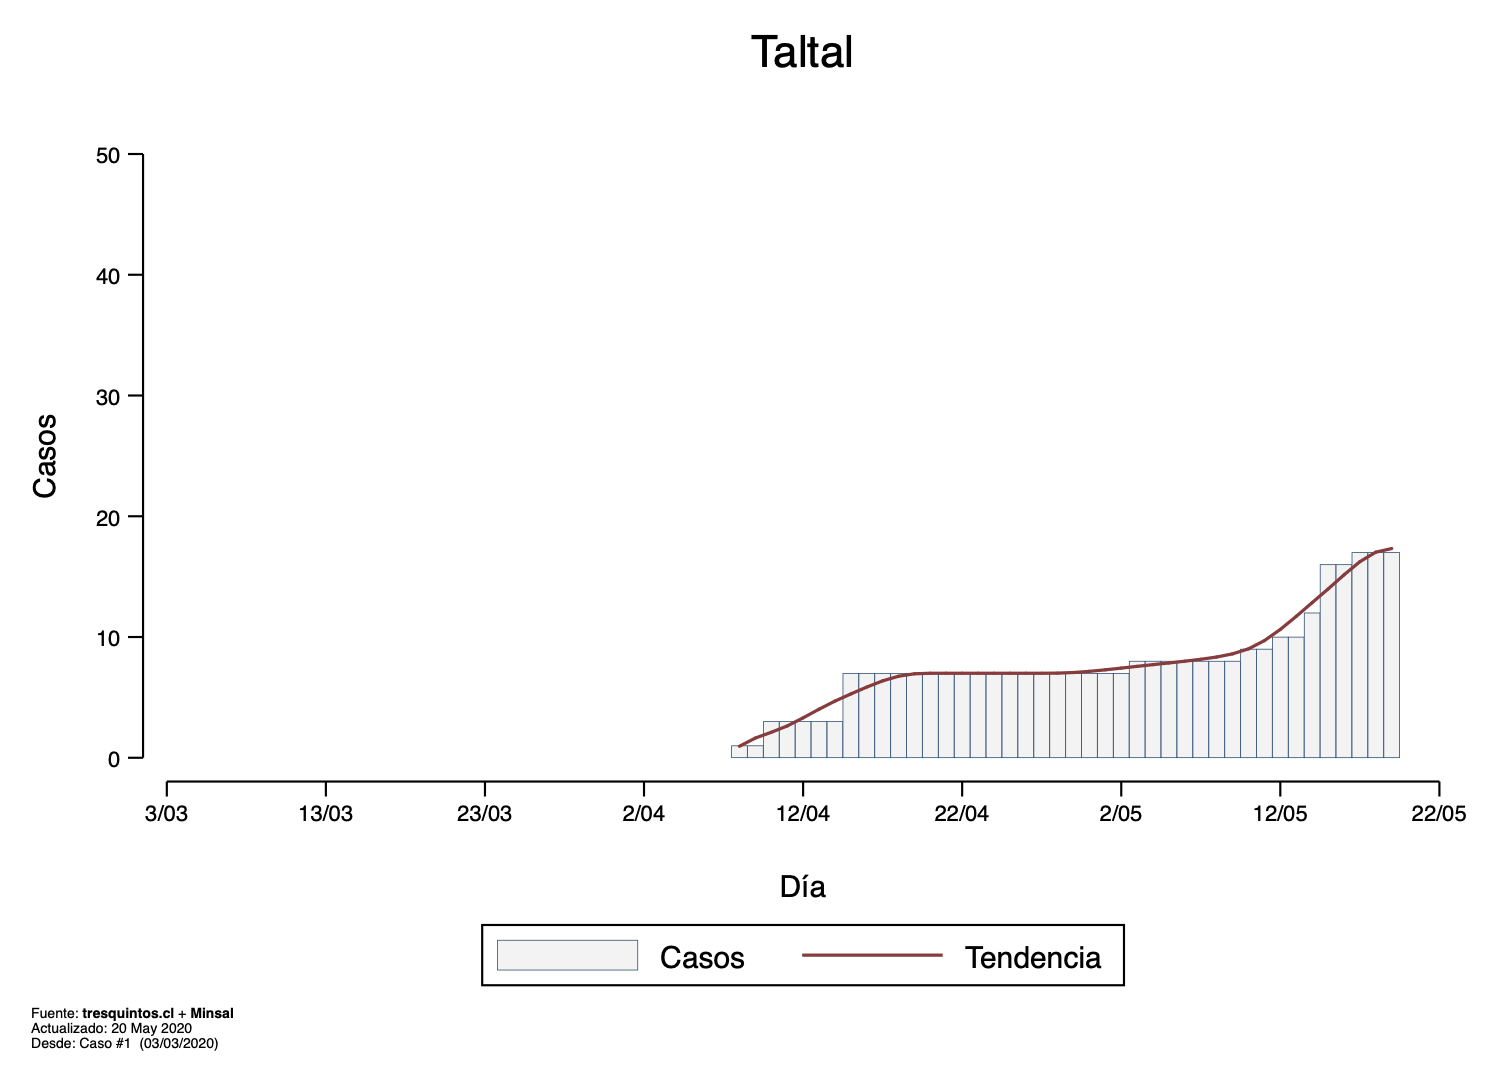 Taltal
50
40
30
20
10
0
Casos
3/03 13/03 23/03 2/04 12/04 22/04 2/05 12/05 22/05
Día
Casos Tendencia
Fuente: tresquintos.cl + Minsal
Actualizado: 20 May 2020
Desde: Caso #1 (03/03/2020)